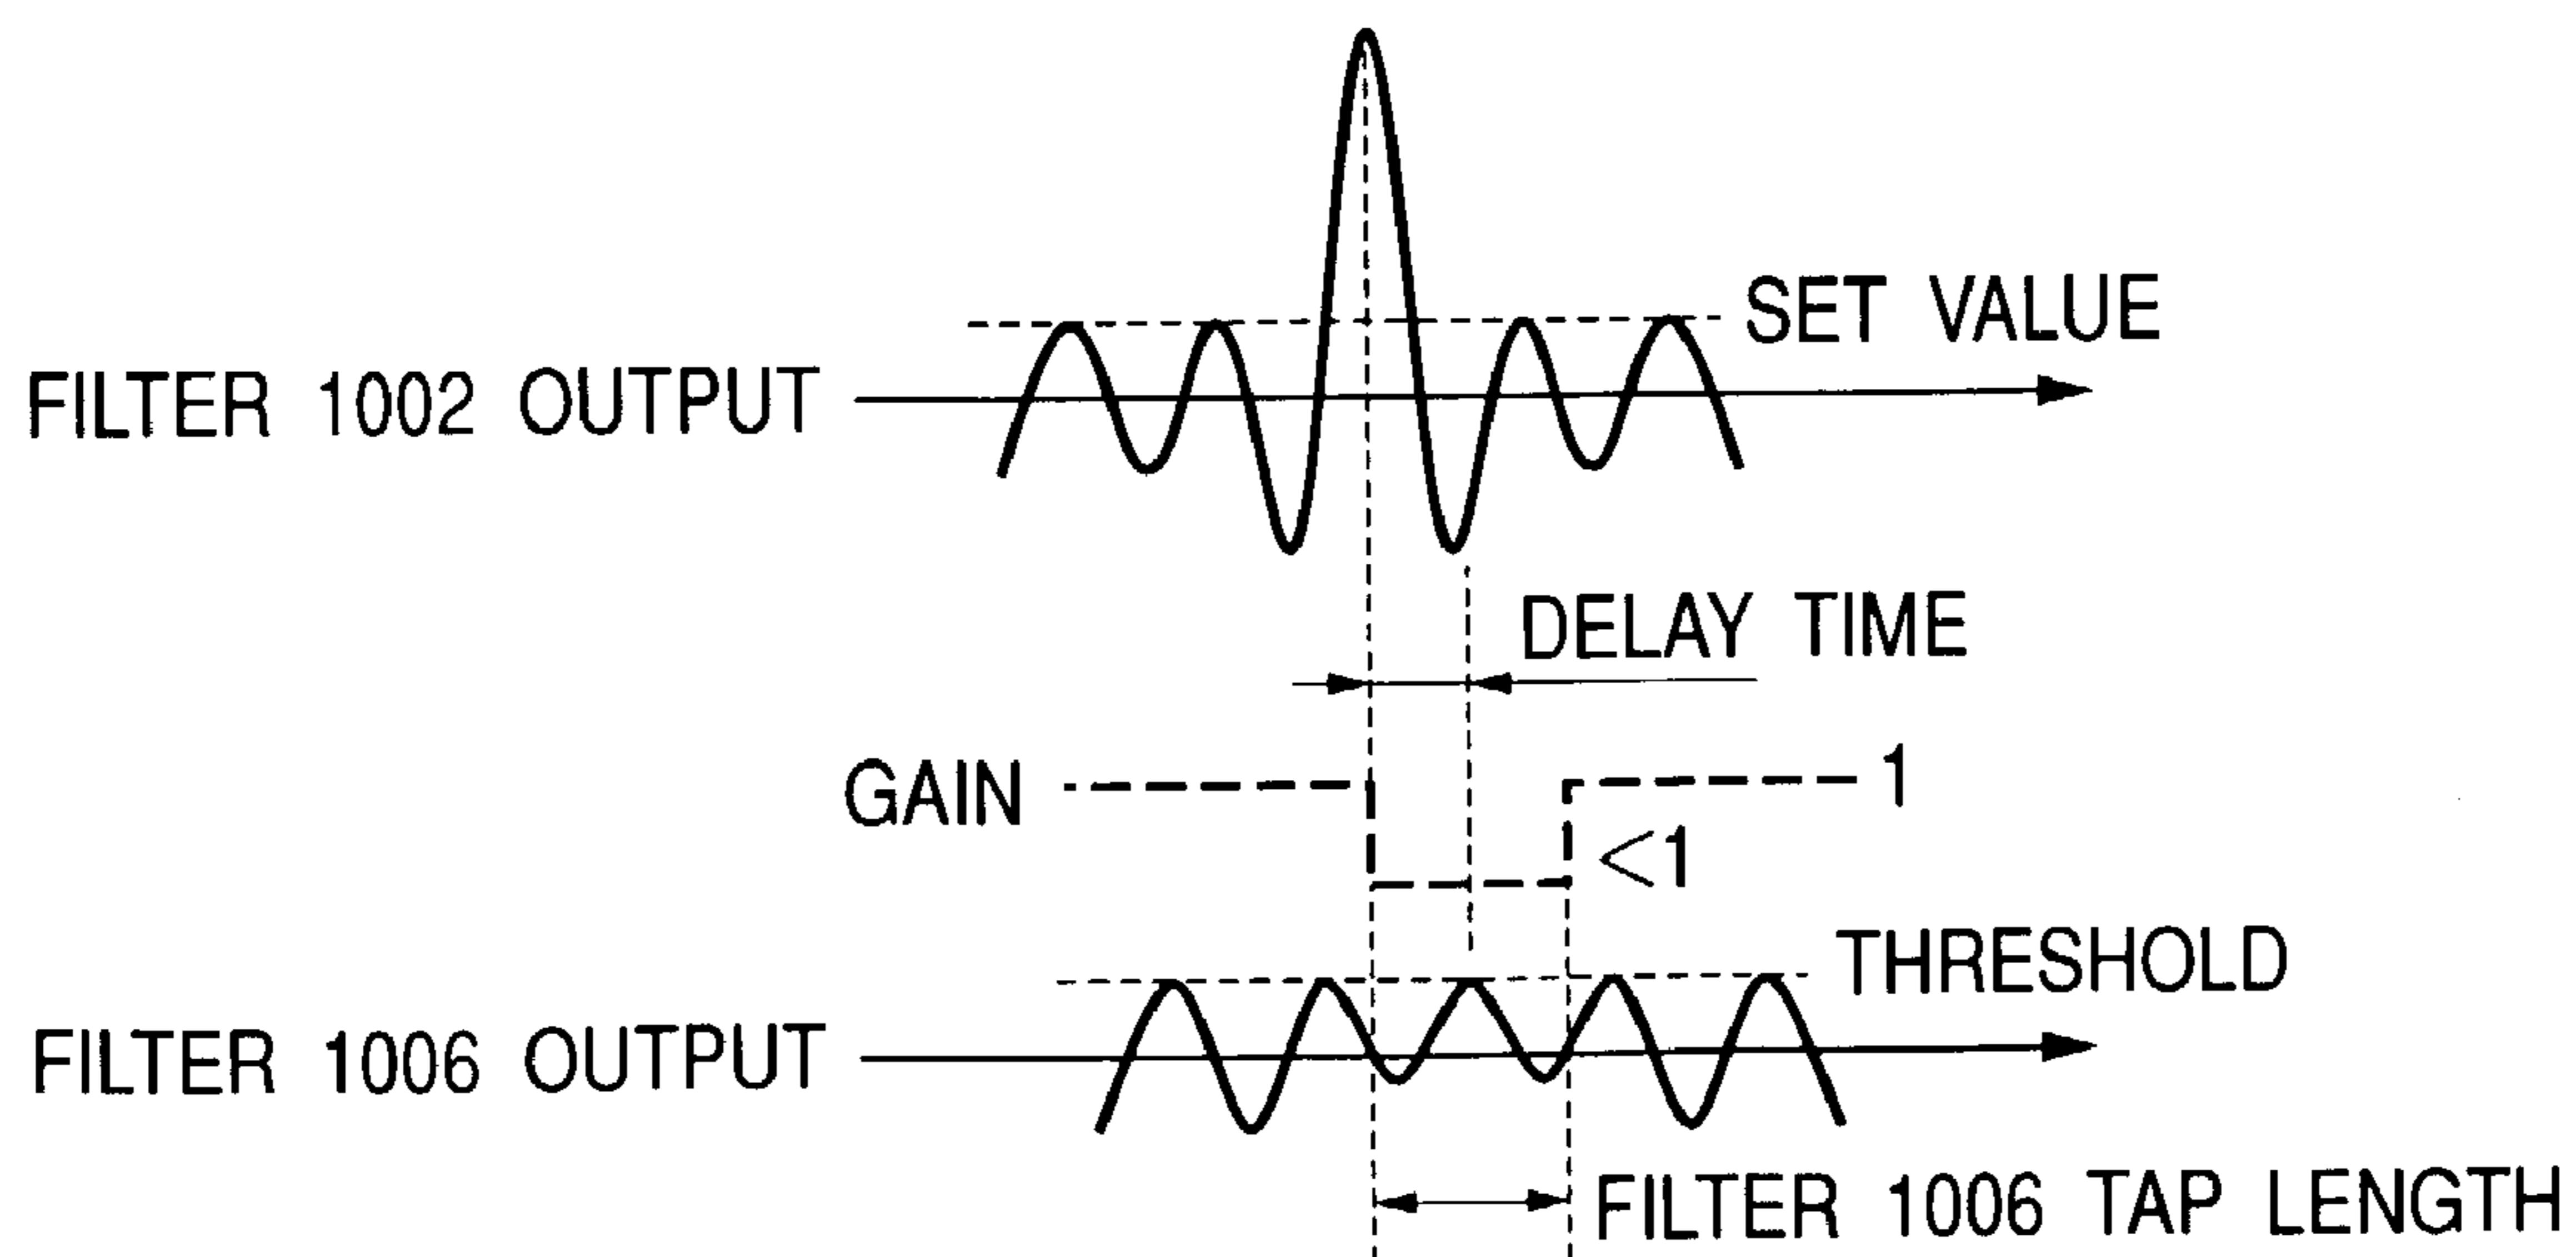 SET VALUE
FILTER 1002 OUTPUT
DELAY TIME
GAIN
1
<1
THRESHOLD
FILTER 1006 OUTPUT
FILTER 1006 TAP LENGTH